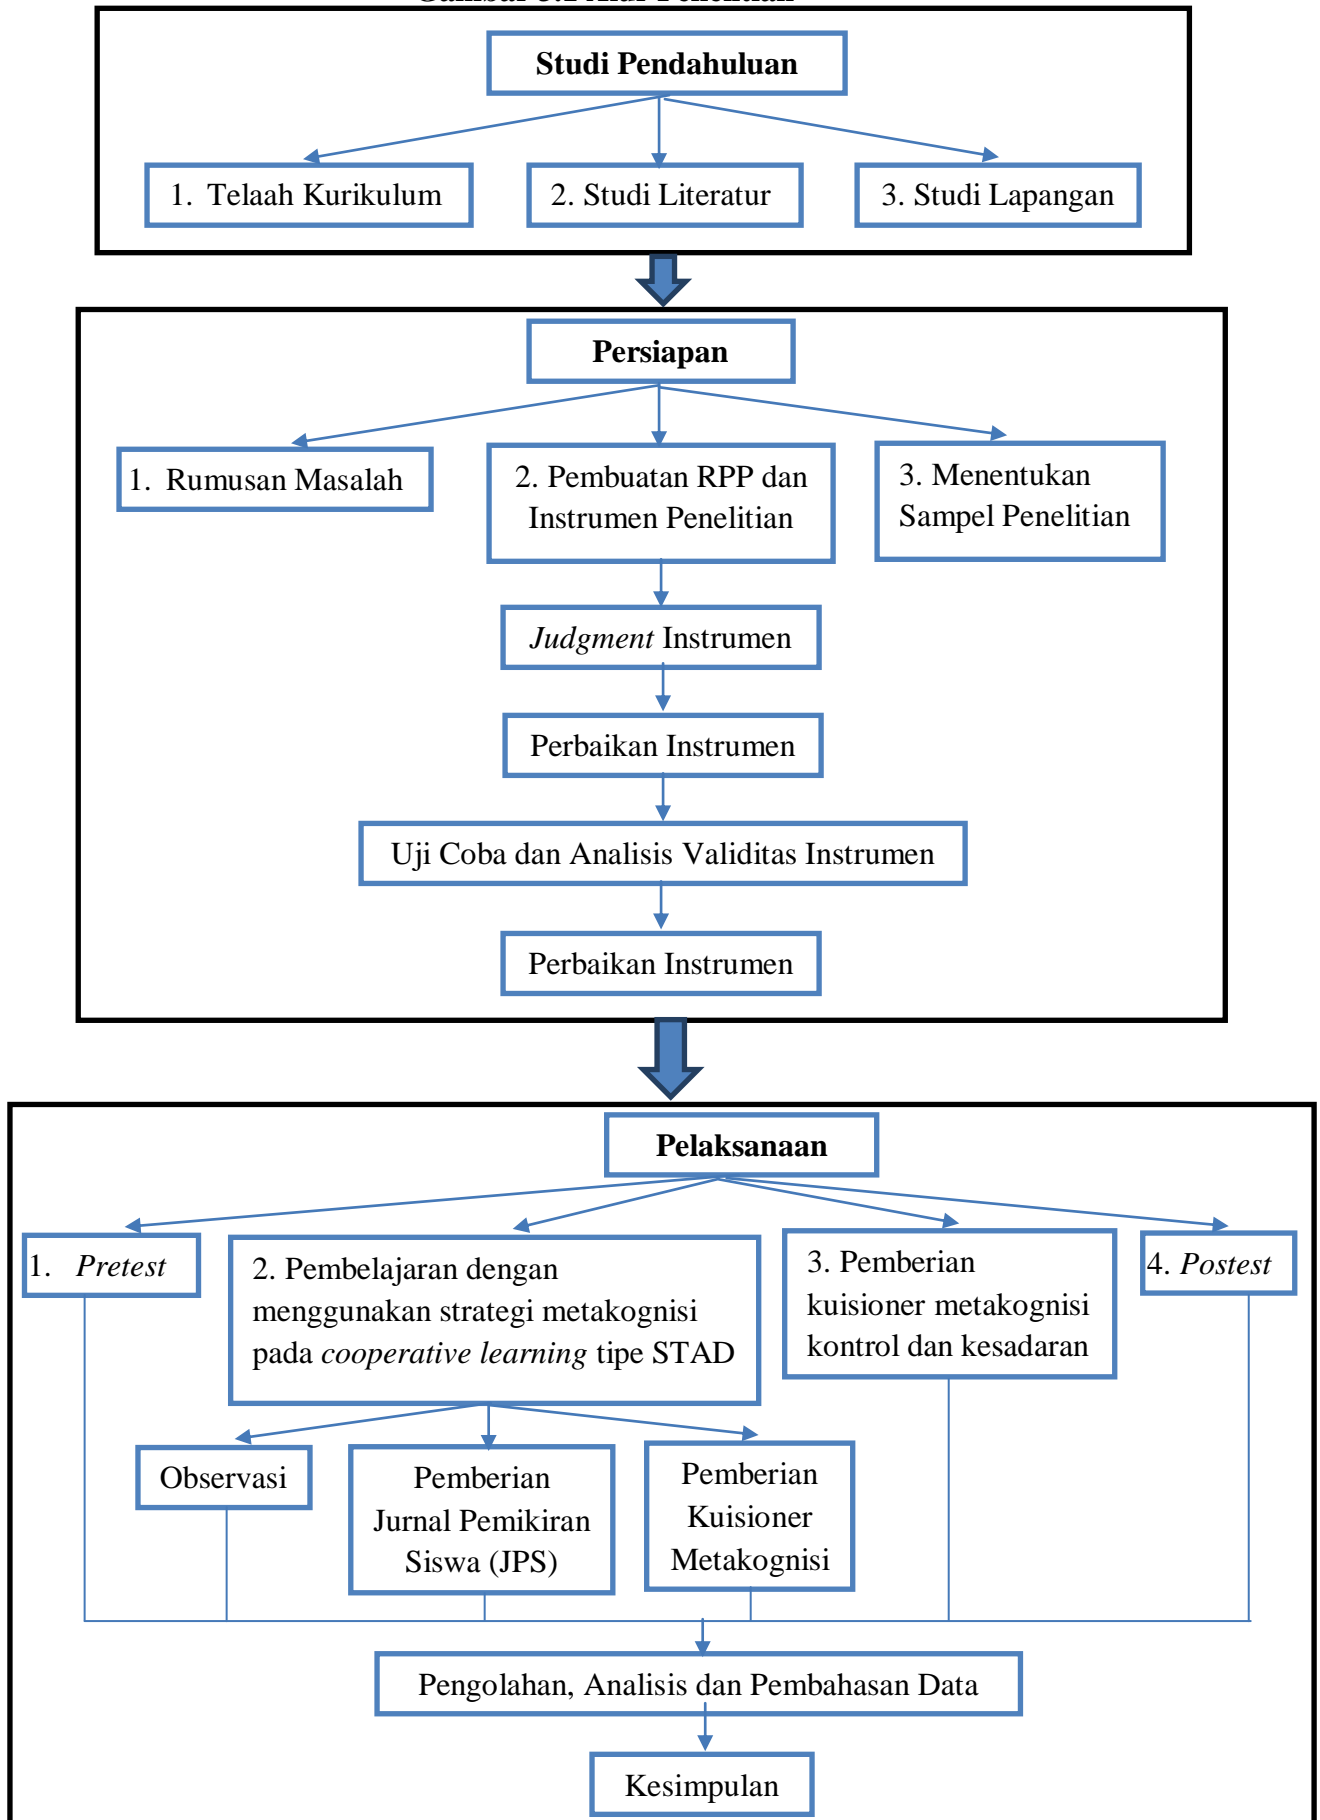 Studi Pendahuluan
1. Telaah Kurikulum
2. Studi Literatur
3. Studi Lapangan
Persiapan
1. Rumusan Masalah
2. Pembuatan RPP dan
Instrumen Penelitian
3. Menentukan
Sampel Penelitian
Judgment Instrumen
Perbaikan Instrumen
Uji Coba dan Analisis Validitas Instrumen
Perbaikan Instrumen
Pelaksanaan
1. Pretest
2. Pembelajaran dengan
menggunakan strategi metakognisi
pada cooperative learning tipe STAD
3. Pemberian
kuisioner metakognisi
kontrol dan kesadaran
4. Postest
Observasi
Pemberian
Jurnal Pemikiran
Siswa (JPS)
Pemberian
Kuisioner
Metakognisi
Pengolahan, Analisis dan Pembahasan Data
Kesimpulan